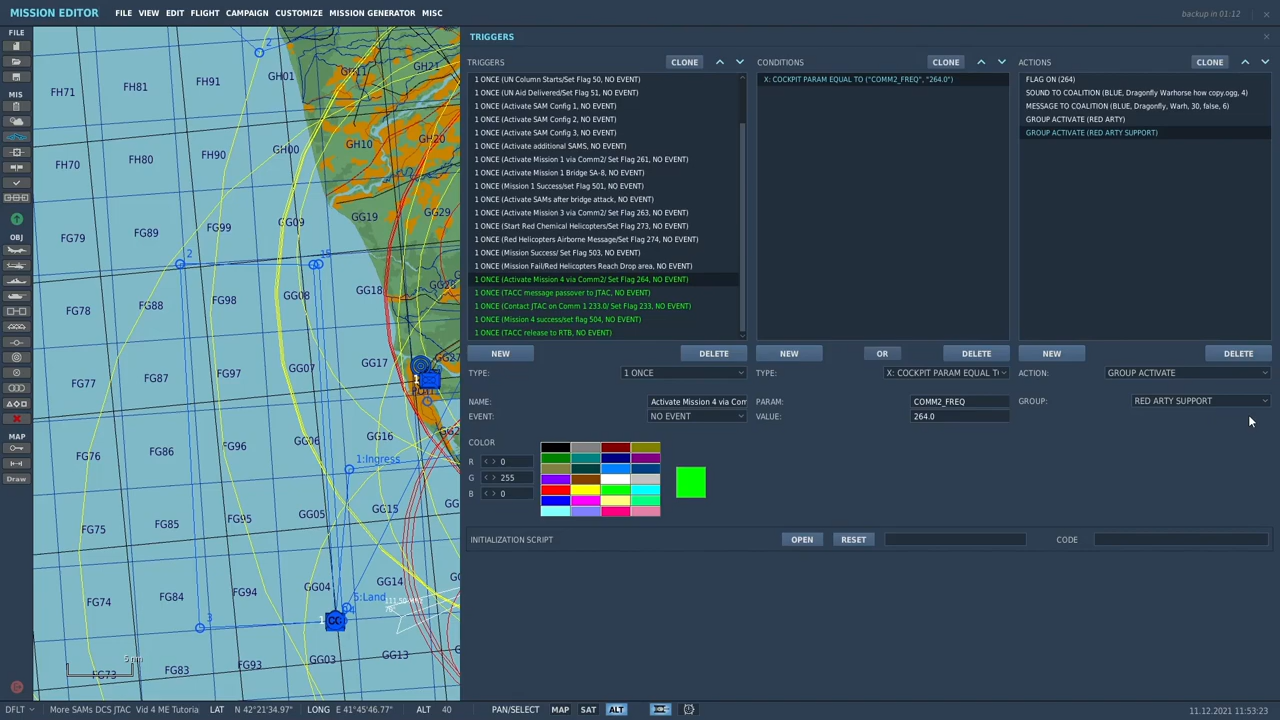 MISSION EDITOR FILE VIEW EDIT FLIGHT CAMPAIGN CUSTOMIZE MISSION GENERATOR MISC backup in 01:12
TRIGGERS
FILE
MIS
OBJ
MAP
Draw
TRIGGERS CLONE
1 ONCE (UN Column Starts/Set Flag 50, NO EVENT)
1 ONCE (UN Aid Delivered/Set Flag 51, NO EVENT)
1 ONCE (Activate SAM Config 1, NO EVENT)
1 ONCE (Activate SAM Config 2, NO EVENT)
1 ONCE (Activate SAM Config 3, NO EVENT)
1 ONCE (Activate additional SAMS, NO EVENT)
1 ONCE (Activate Mission 1 via Comm2/ Set Flag 261, NO EVENT)
1 ONCE (Activate Mission 1 Bridge SA-8, NO EVENT)
1 ONCE (Mission 1 Success/set Flag 501, NO EVENT)
1 ONCE (Activate SAMs after bridge attack, NO EVENT)
1 ONCE (Activate Mission 3 via Comm2/ Set Flag 263, NO EVENT)
1 ONCE (Start Red Chemical Helicopters/Set Flag 273, NO EVENT)
1 ONCE (Red Helicopters Airborne Message/Set Flag 274, NO EVENT)
1 ONCE (Mission Success/ Set Flag 503, NO EVENT)
1 ONCE (Mission Fail/Red Helicopters Reach Drop area, NO EVENT)
1 ONCE (Activate Mission 4 via Comm2/ Set Flag 264, NO EVENT)
1 ONCE (TACC message passover to JTAC, NO EVENT)
1 ONCE (Contact JTAC on Comm 1 233.0/ Set Flag 233, NO EVENT)
1 ONCE (Mission 4 success/set flag 504, NO EVENT)
1 ONCE (TACC release to RTB, NO EVENT)
NEW DELETE
TYPE: 1 ONCE
NAME: Activate Mission 4 via Com
EVENT: NO EVENT
COLOR
R < > 0
G < > 255
B < > 0
CONDITIONS CLONE
X: COCKPIT PARAM EQUAL TO ("COMM2_FREQ", "264.0")
NEW OR DELETE
TYPE: X: COCKPIT PARAM EQUAL T
PARAM: COMM2_FREQ
VALUE: 264.0
ACTIONS CLONE
FLAG ON (264)
SOUND TO COALITION (BLUE, Dragonfly Warhorse how copy.ogg, 4)
MESSAGE TO COALITION (BLUE, Dragonfly, Warh, 30, false, 6)
GROUP ACTIVATE (RED ARTY)
GROUP ACTIVATE (RED ARTY SUPPORT)
NEW DELETE
ACTION: GROUP ACTIVATE
GROUP: RED ARTY SUPPORT
INITIALIZATION SCRIPT OPEN RESET CODE
2
FH71 GH81 GH91 GH01 GH11 GH21
FH70 GH80 FH90 GH00 GH10 GH20
FG79 FG89 FG99 GG09 GG19 GG29
2 15
FG78 FG88 FG98 GG08 GG18 GG28
FG77 FG87 FG97 GG07 GG17 GG27
1
FG76 FG86 FG96 GG06 GG16
1:Ingress
FG75 FG85 FG95 GG05 GG15
FG74 FG84 FG94 GG04 GG14
5:Land
3 1
5 nm
FG73 FG83 FG93 GG03 GG13
DFLT More SAMs DCS JTAC Vid 4 ME Tutoria LAT N 42°21'34.97" LONG E 41°45'46.77" ALT 40 PAN/SELECT MAP SAT ALT 11.12.2021 11:53:23